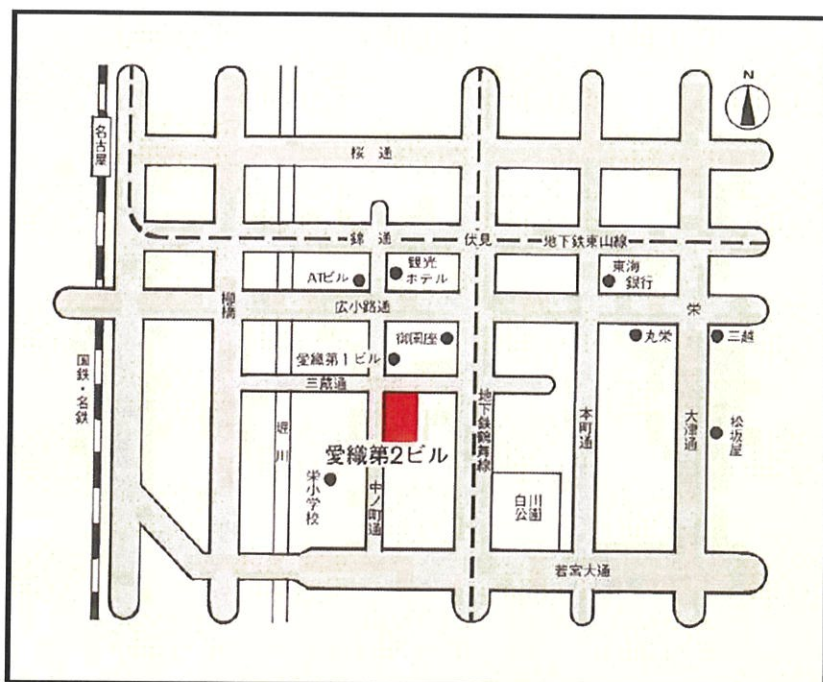 N
名古屋
桜通
錦通
伏見
地下鉄東山線
ATビル
観光
ホテル
東海
銀行
柳橋
広小路通
栄
御園座
丸栄
三越
愛織第1ビル
国鉄・名鉄
三蔵通
地下鉄鶴舞線
本町通
大津通
松坂屋
堀川
愛織第2ビル
栄小学校
中ノ町通
白川
公園
若宮大通